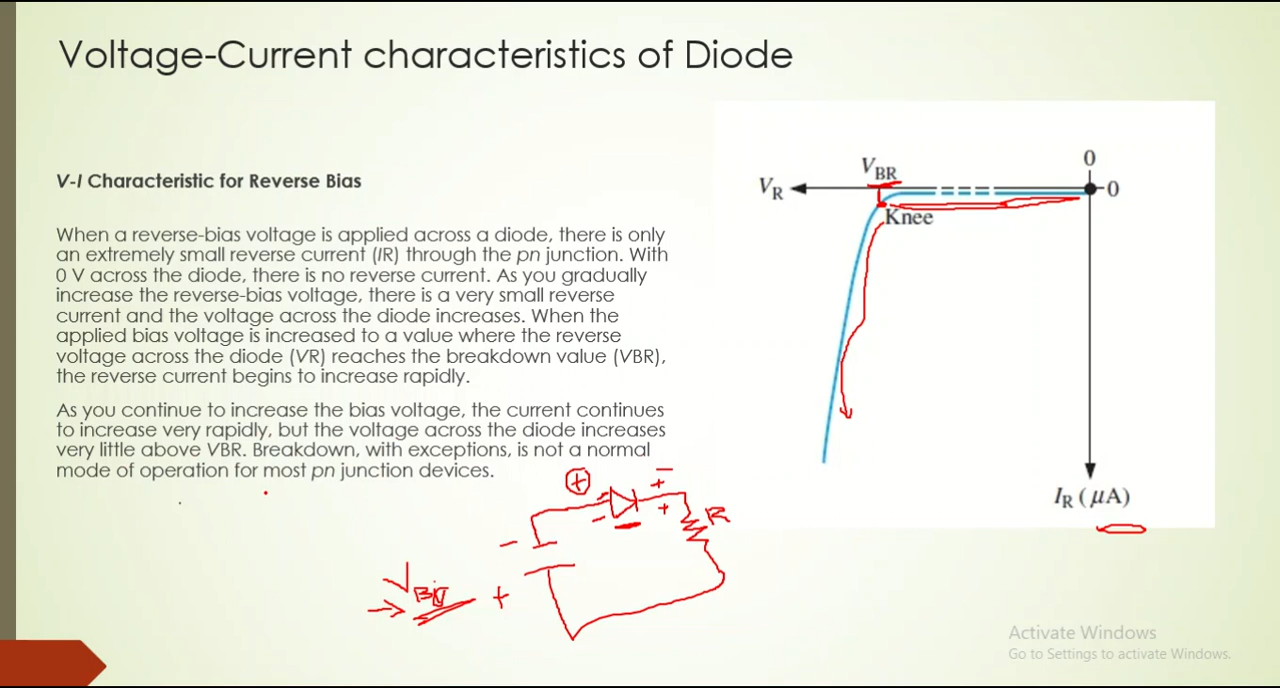 Voltage-Current characteristics of Diode
V-I Characteristic for Reverse Bias
When a reverse-bias voltage is applied across a diode, there is only
an extremely small reverse current (IR) through the pn junction. With
0 V across the diode, there is no reverse current. As you gradually
increase the reverse-bias voltage, there is a very small reverse
current and the voltage across the diode increases. When the
applied bias voltage is increased to a value where the reverse
voltage across the diode (VR) reaches the breakdown value (VBR),
the reverse current begins to increase rapidly.
As you continue to increase the bias voltage, the current continues
to increase very rapidly, but the voltage across the diode increases
very little above VBR. Breakdown, with exceptions, is not a normal
mode of operation for most pn junction devices.
0
VBR
VR
0
Knee
IR (μA)
+
−
+
−
+
R
−
+
Activate Windows
Go to Settings to activate Windows.